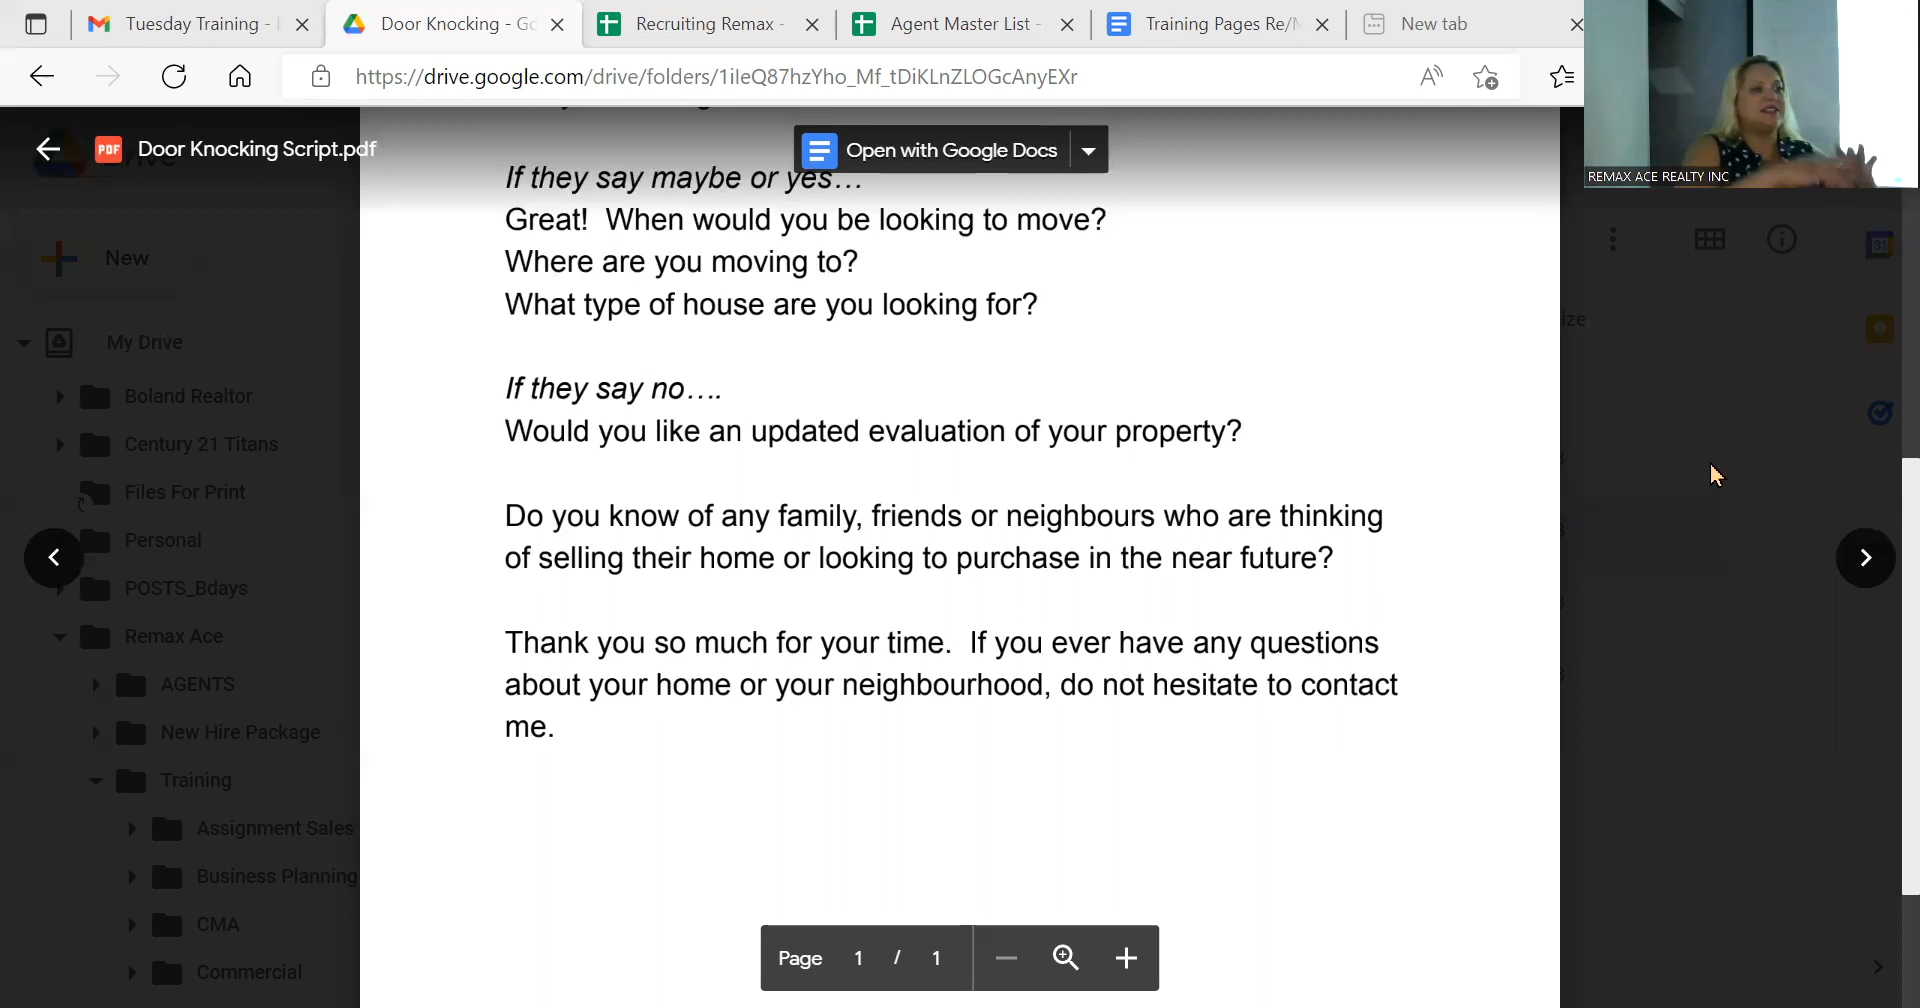 Tuesday Training -
Door Knocking - Go
Recruiting Remax -
Agent Master List -
Training Pages Re/M
New tab
https://drive.google.com/drive/folders/1iIeQ87hzYho_Mf_tDiKLnZLOGcAnyEXr
REMAX ACE REALTY INC
PDF
Door Knocking Script.pdf
Open with Google Docs
If they say maybe or yes…
Great!  When would you be looking to move?
Where are you moving to?
What type of house are you looking for?
If they say no….
Would you like an updated evaluation of your property?
Do you know of any family, friends or neighbours who are thinking
of selling their home or looking to purchase in the near future?
Thank you so much for your time.  If you ever have any questions
about your home or your neighbourhood, do not hesitate to contact
me.
New
My Drive
Boland Realtor
Century 21 Titans
Files For Print
Personal
POSTS_Bdays
Remax Ace
AGENTS
New Hire Package
Training
Assignment Sales
Business Planning
CMA
Commercial
31
Page 1 / 1